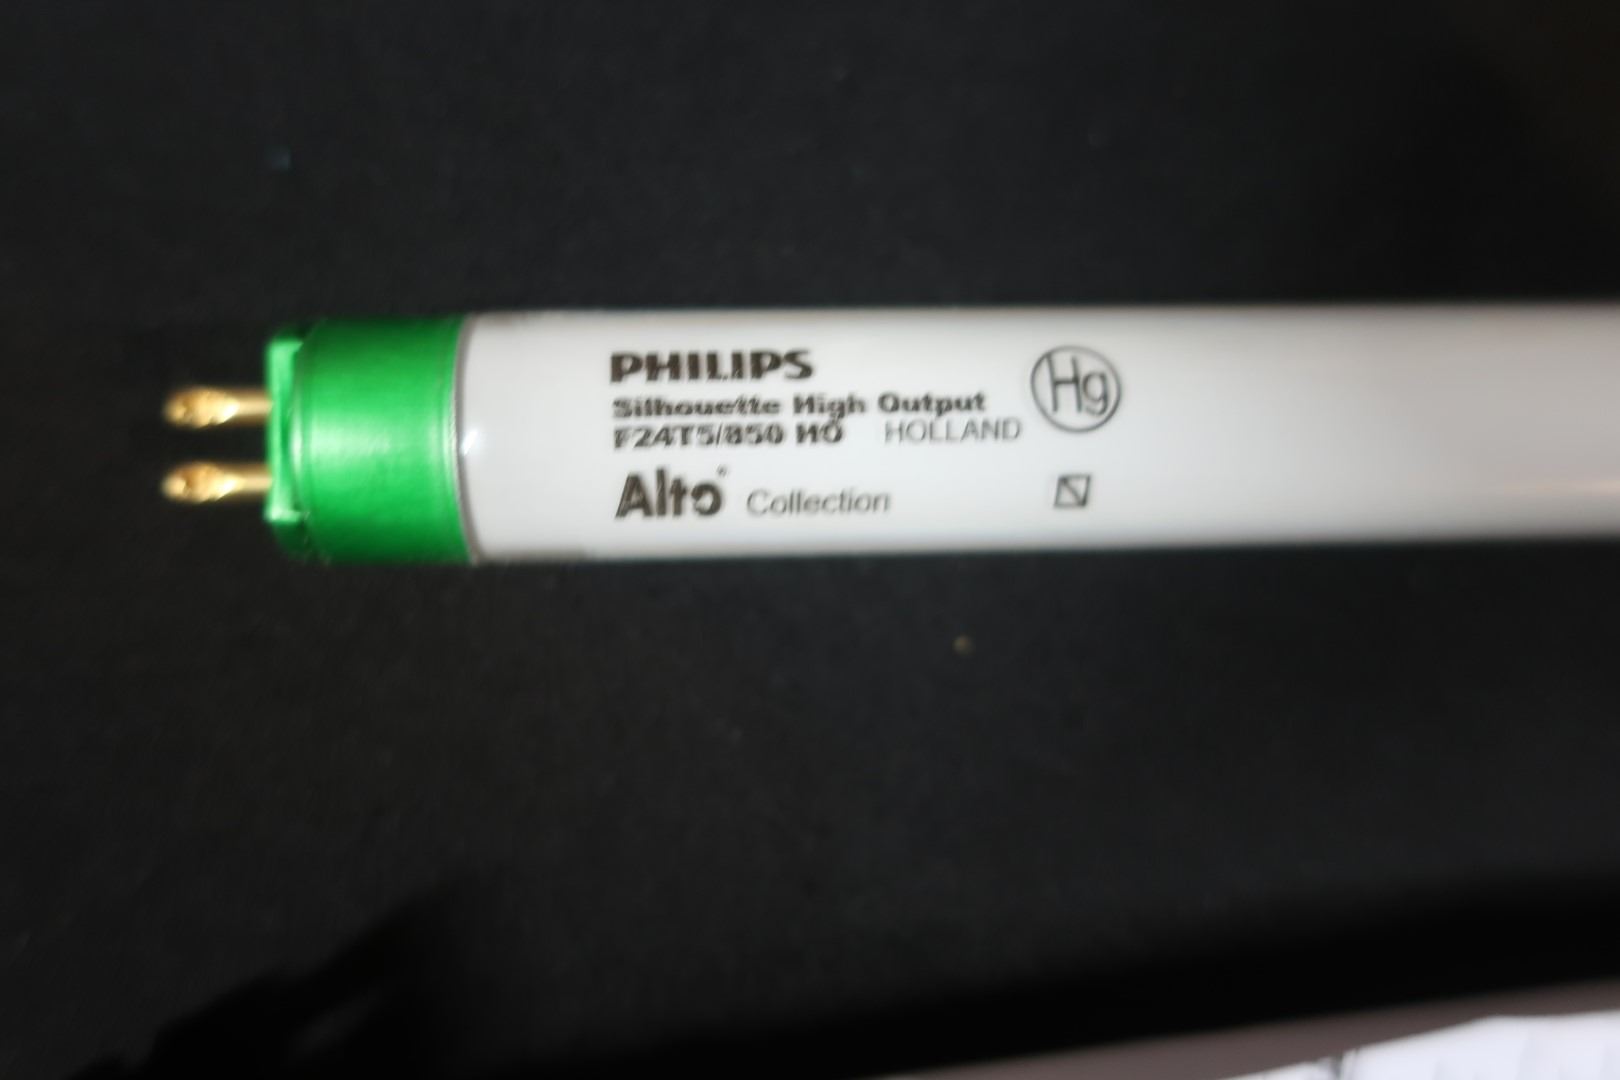 PHILIPS
Silhouette High Output
F24T5/850 HO HOLLAND
Alto® Collection
Hg